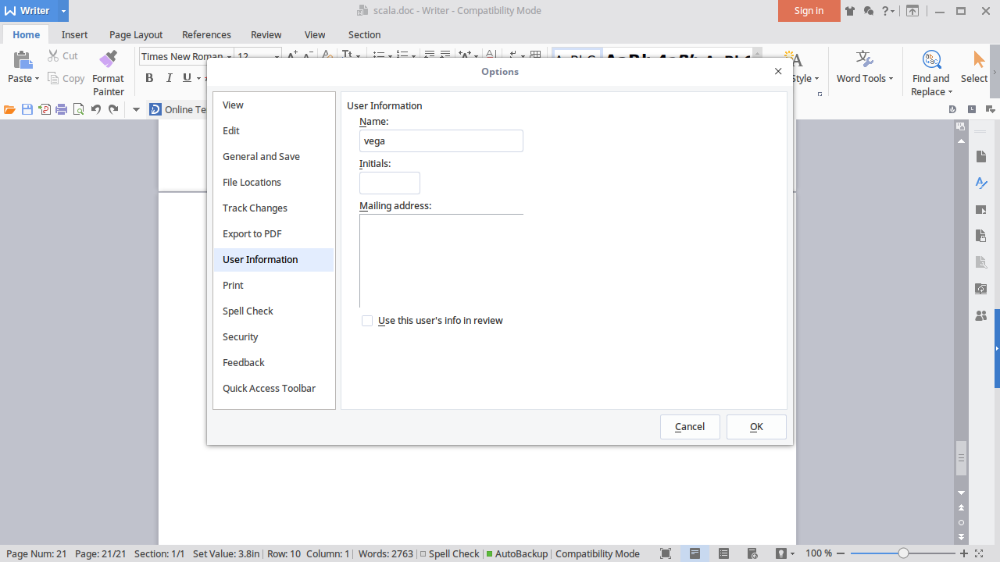 Writer
scala.doc - Writer - Compatibility Mode
Sign in
Home Insert Page Layout References Review View Section
Paste Cut Copy Format Painter
Times New Roman 12
B I U
Style Word Tools Find and Replace Select
Options
View
Edit
General and Save
File Locations
Track Changes
Export to PDF
User Information
Print
Spell Check
Security
Feedback
Quick Access Toolbar
User Information
Name:
vega
Initials:
Mailing address:
Use this user's info in review
Cancel OK
Page Num: 21 Page: 21/21 Section: 1/1 Set Value: 3.8in Row: 10 Column: 1 Words: 2763 Spell Check AutoBackup Compatibility Mode 100 %